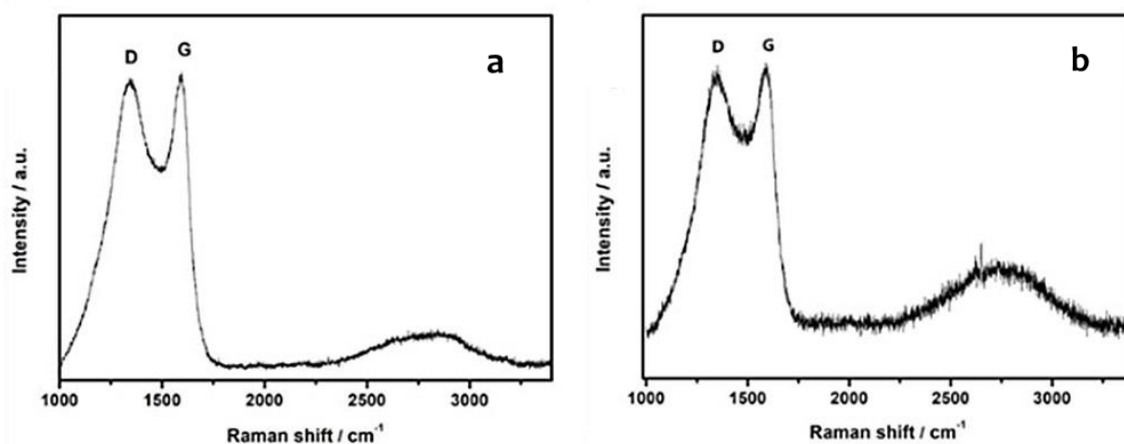 D G a
Intensity / a.u.
1000 1500 2000 2500 3000
Raman shift / cm⁻¹
D G b
Intensity / a.u.
1000 1500 2000 2500 3000
Raman shift / cm⁻¹